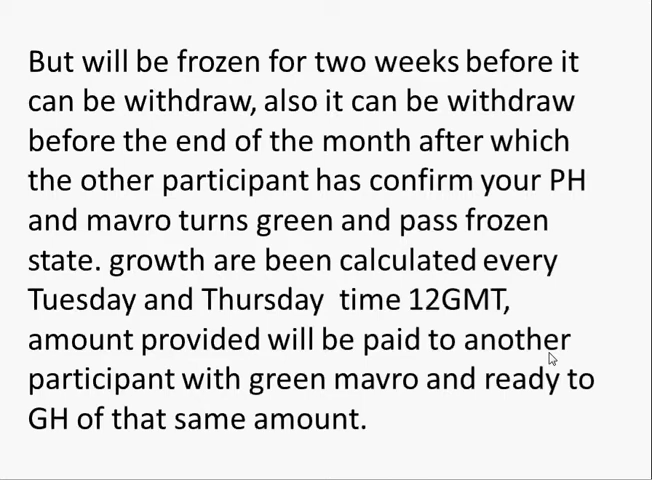 But will be frozen for two weeks before it
can be withdraw, also it can be withdraw
before the end of the month after which
the other participant has confirm your PH
and mavro turns green and pass frozen
state. growth are been calculated every
Tuesday and Thursday  time 12GMT,
amount provided will be paid to another
participant with green mavro and ready to
GH of that same amount.